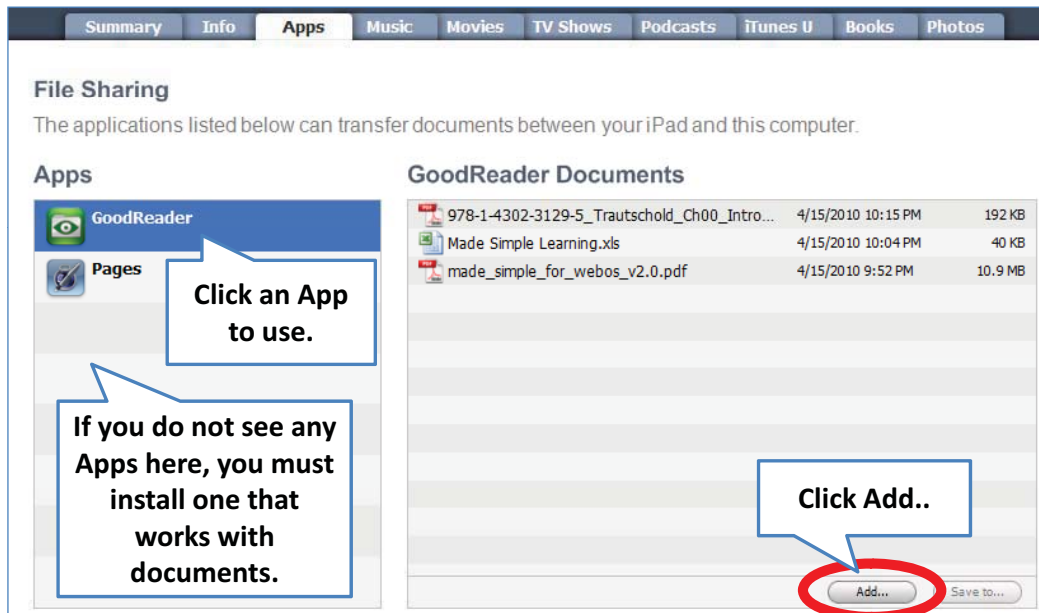 Summary Info Apps Music Movies TV Shows Podcasts iTunes U Books Photos
File Sharing
The applications listed below can transfer documents between your iPad and this computer.
Apps
GoodReader
Pages
Click an App
to use.
If you do not see any
Apps here, you must
install one that
works with
documents.
GoodReader Documents
978-1-4302-3129-5_Trautschold_Ch00_Intro... 4/15/2010 10:15 PM 192 KB
Made Simple Learning.xls 4/15/2010 10:04 PM 40 KB
made_simple_for_webos_v2.0.pdf 4/15/2010 9:52 PM 10.9 MB
Click Add..
Add... Save to...